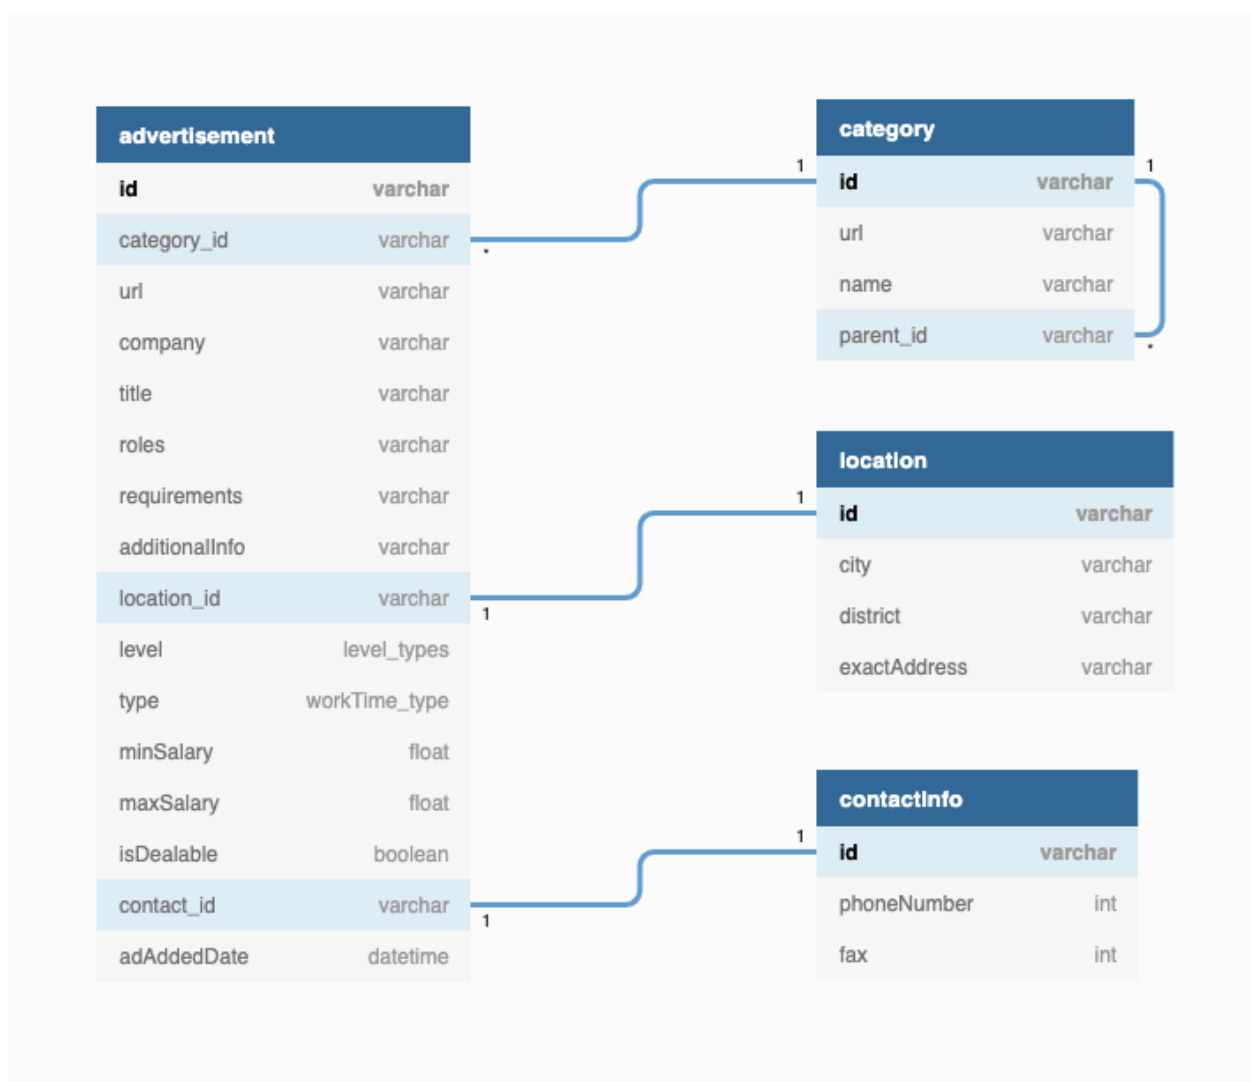 advertisement
id varchar
category_id varchar
url varchar
company varchar
title varchar
roles varchar
requirements varchar
additionalInfo varchar
location_id varchar
level level_types
type workTime_type
minSalary float
maxSalary float
isDealable boolean
contact_id varchar
adAddedDate datetime
*
1
1
category
1
1
id varchar
url varchar
name varchar
parent_id varchar
*
location
1
id varchar
city varchar
district varchar
exactAddress varchar
contactInfo
1
id varchar
phoneNumber int
fax int